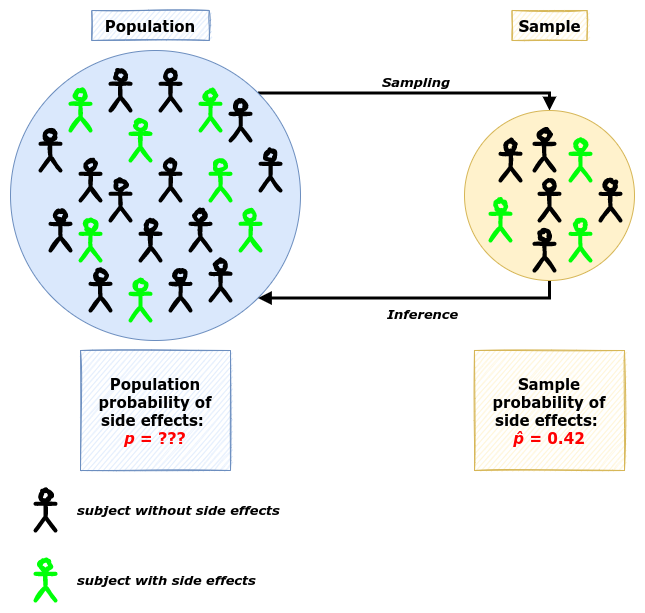 Population
Sample
Sampling
Inference
Population
probability of
side effects:
p = ???
Sample
probability of
side effects:
p̂ = 0.42
subject without side effects
subject with side effects